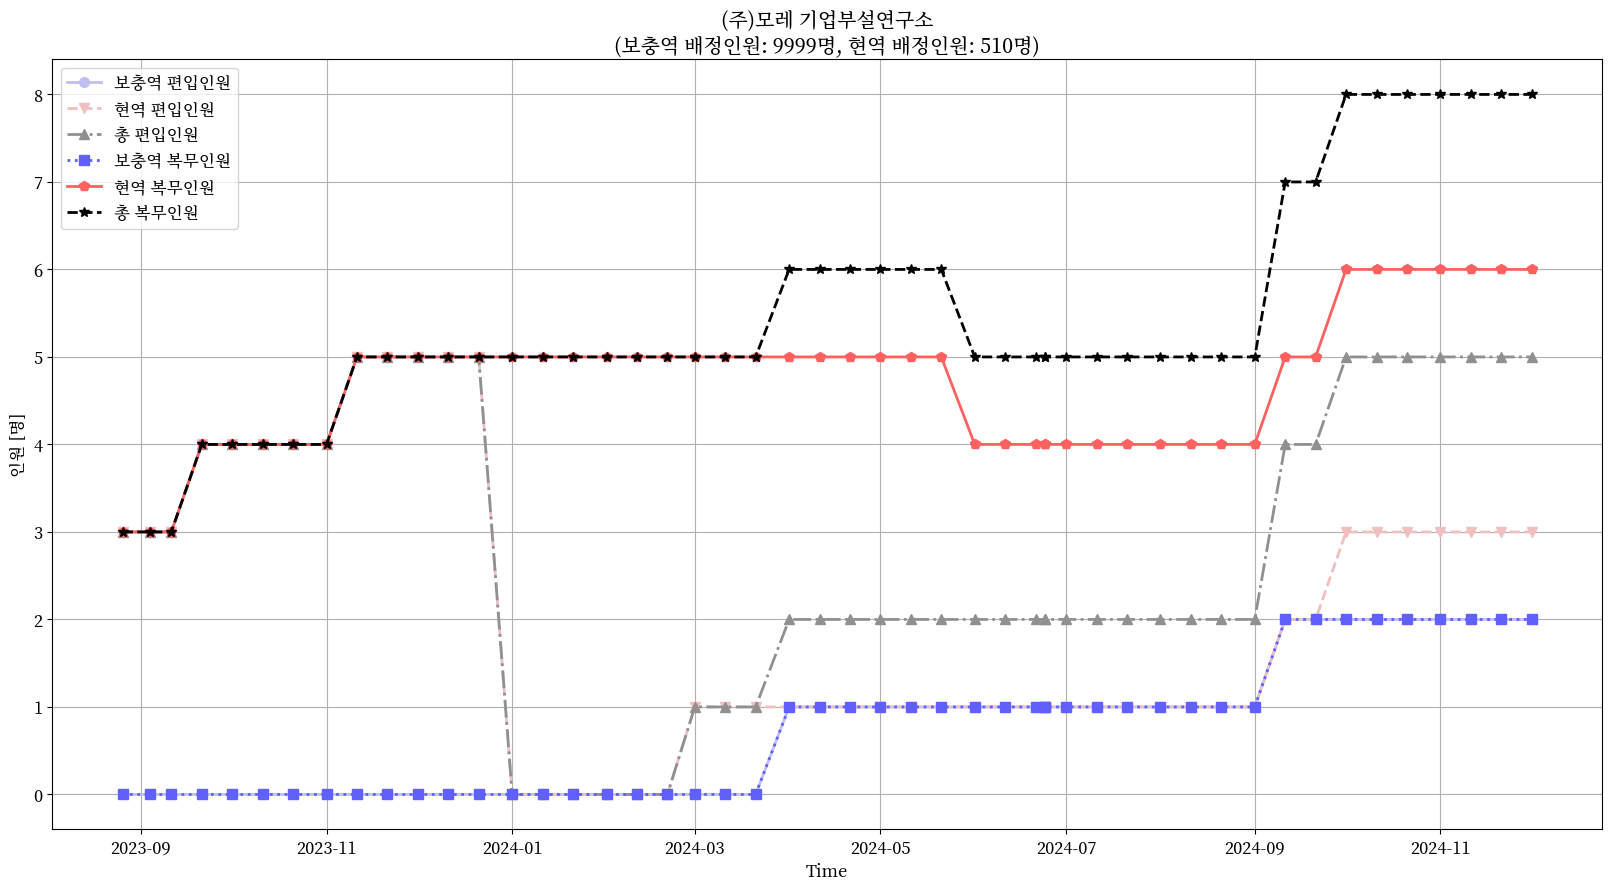 (주)모레 기업부설연구소
(보충역 배정인원: 9999명, 현역 배정인원: 510명)
보충역 편입인원
현역 편입인원
총 편입인원
보충역 복무인원
현역 복무인원
총 복무인원
인원 [명]
8
7
6
5
4
3
2
1
0
2023-09
2023-11
2024-01
2024-03
2024-05
2024-07
2024-09
2024-11
Time